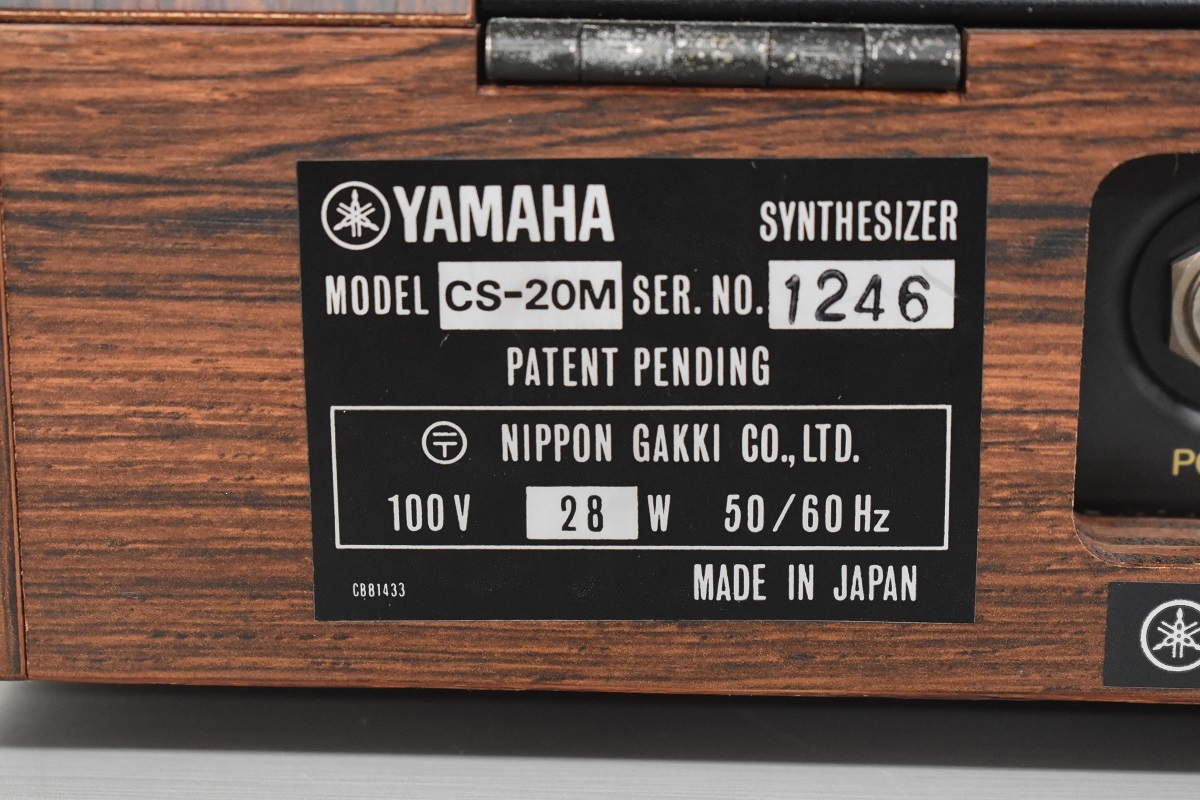 YAMAHA SYNTHESIZER
MODEL CS-20M SER. NO. 1246
PATENT PENDING
〒 NIPPON GAKKI CO., LTD.
100V 28 W 50/60Hz
CB81433 MADE IN JAPAN